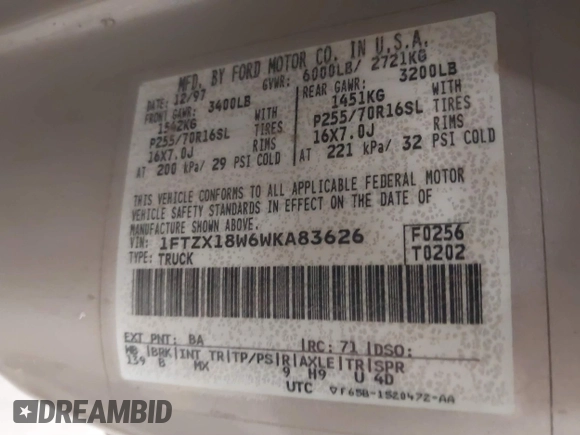 MFD. BY FORD MOTOR CO. IN U.S.A.
DATE: 12/97 GVWR: 6000LB/ 2721KG
FRONT GAWR: 3400LB REAR GAWR: 3200LB
1542KG WITH 1451KG WITH
P255/70R16SL TIRES P255/70R16SL TIRES
16X7.0J RIMS 16X7.0J RIMS
AT 200 kPa/ 29 PSI COLD AT 221 kPa/ 32 PSI COLD
THIS VEHICLE CONFORMS TO ALL APPLICABLE FEDERAL MOTOR
VEHICLE SAFETY STANDARDS IN EFFECT ON THE DATE OF
MANUFACTURE SHOWN ABOVE.
VIN: 1FTZX18W6WKA83626 F0256
TYPE: TRUCK T0202
EXT PNT: BA RC: 71 DSO:
WB BRK INT TR TP/PS R AXLE TR SPR
139 B MX 9 H9 U 4D
UTC F65B-1520472-AA
DREAMBID